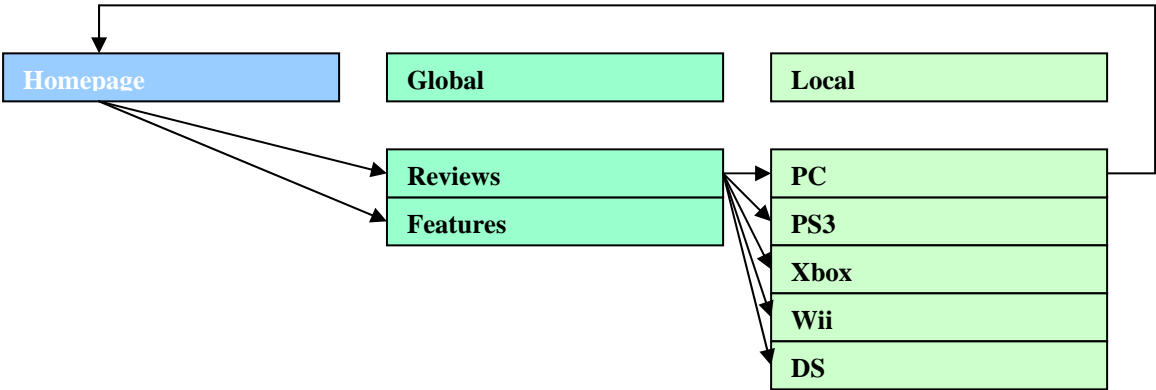 Homepage
Global
Local
Reviews
PC
Features
PS3
Xbox
Wii
DS